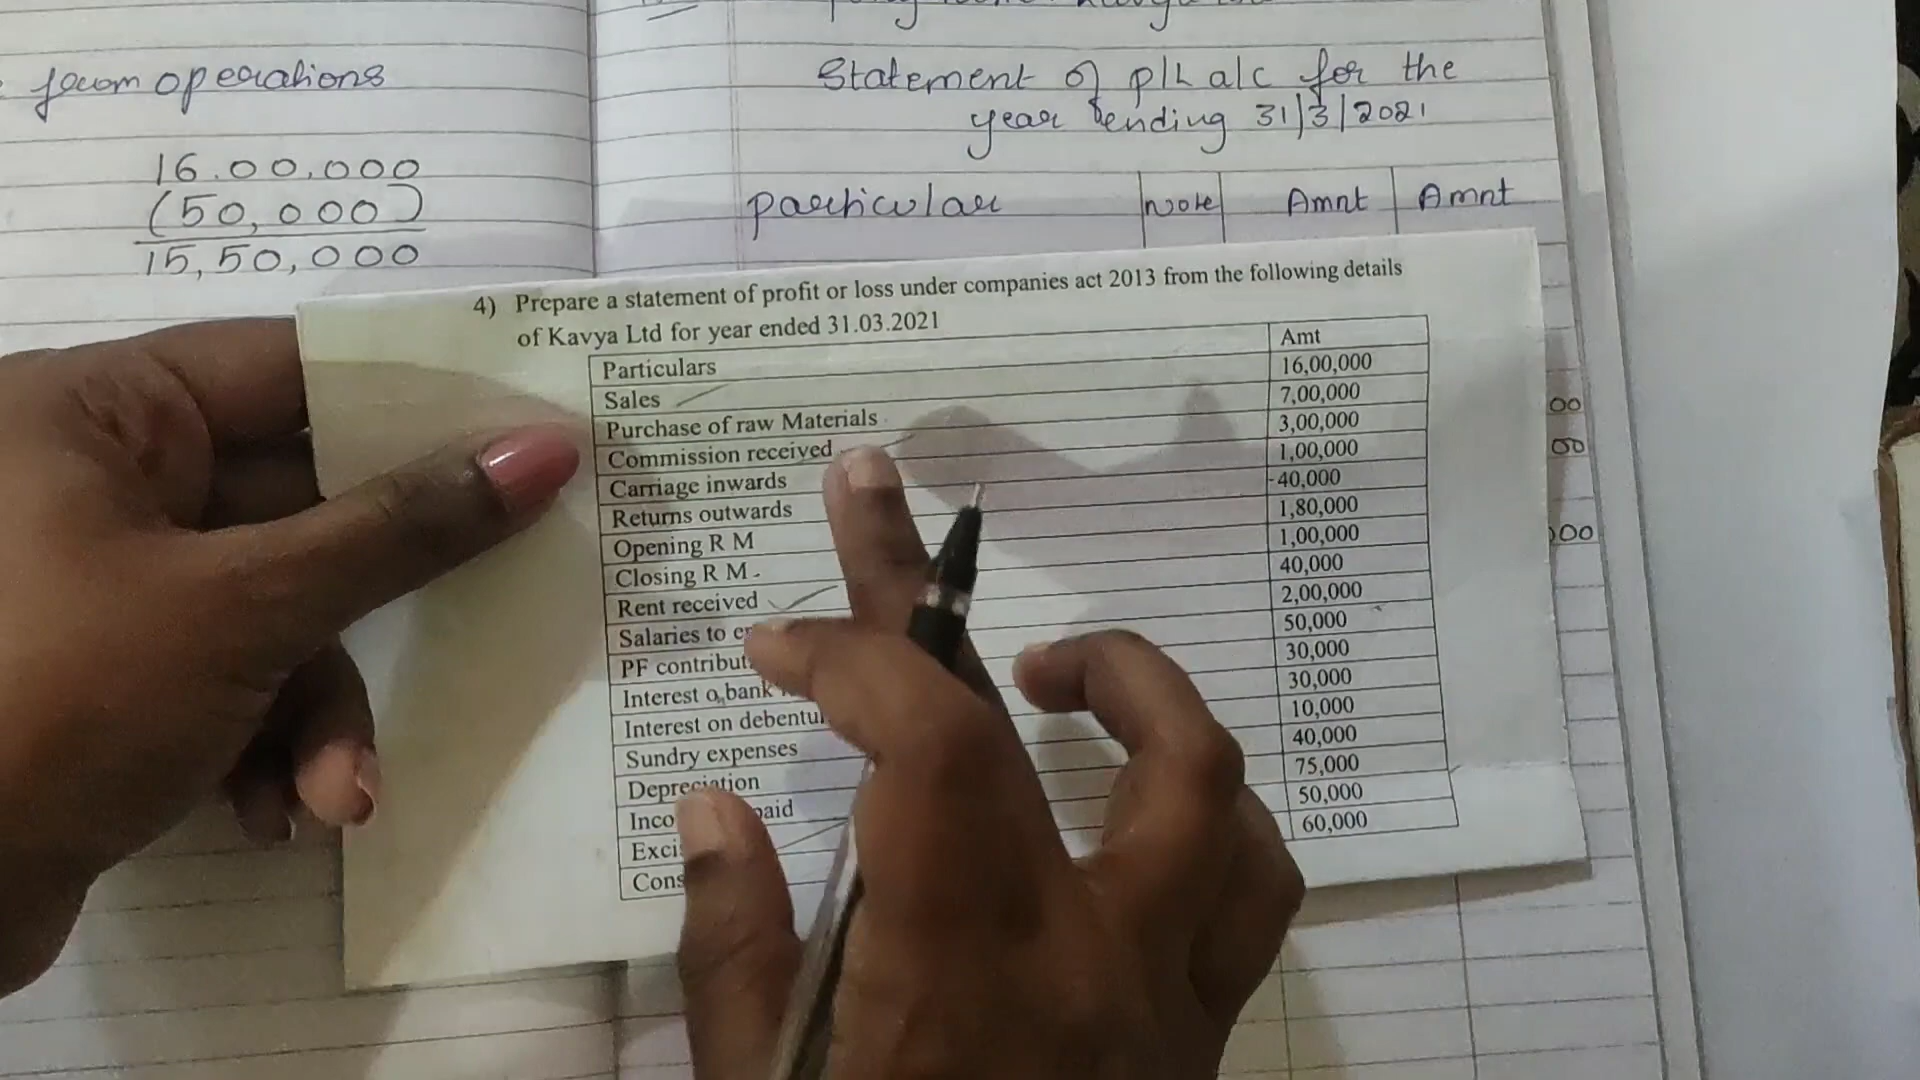 from operations
16.00,000
(50,000)
15,50,000
Statement of P/L a/c for the
year ending 31/3/2021
particular Note Amnt Amnt
4) Prepare a statement of profit or loss under companies act 2013 from the following details
of Kavya Ltd for year ended 31.03.2021
Particulars Amt
Sales 16,00,000
Purchase of raw Materials 7,00,000
Commission received 3,00,000
Carriage inwards 1,00,000
Returns outwards 40,000
Opening R M 1,80,000
Closing R M 1,00,000
Rent received 40,000
Salaries to 2,00,000
PF 50,000
Interest on bank 30,000
Interest on 30,000
Sundry expenses 10,000
Depreciation 40,000
paid 75,000
50,000
60,000
00
00
00